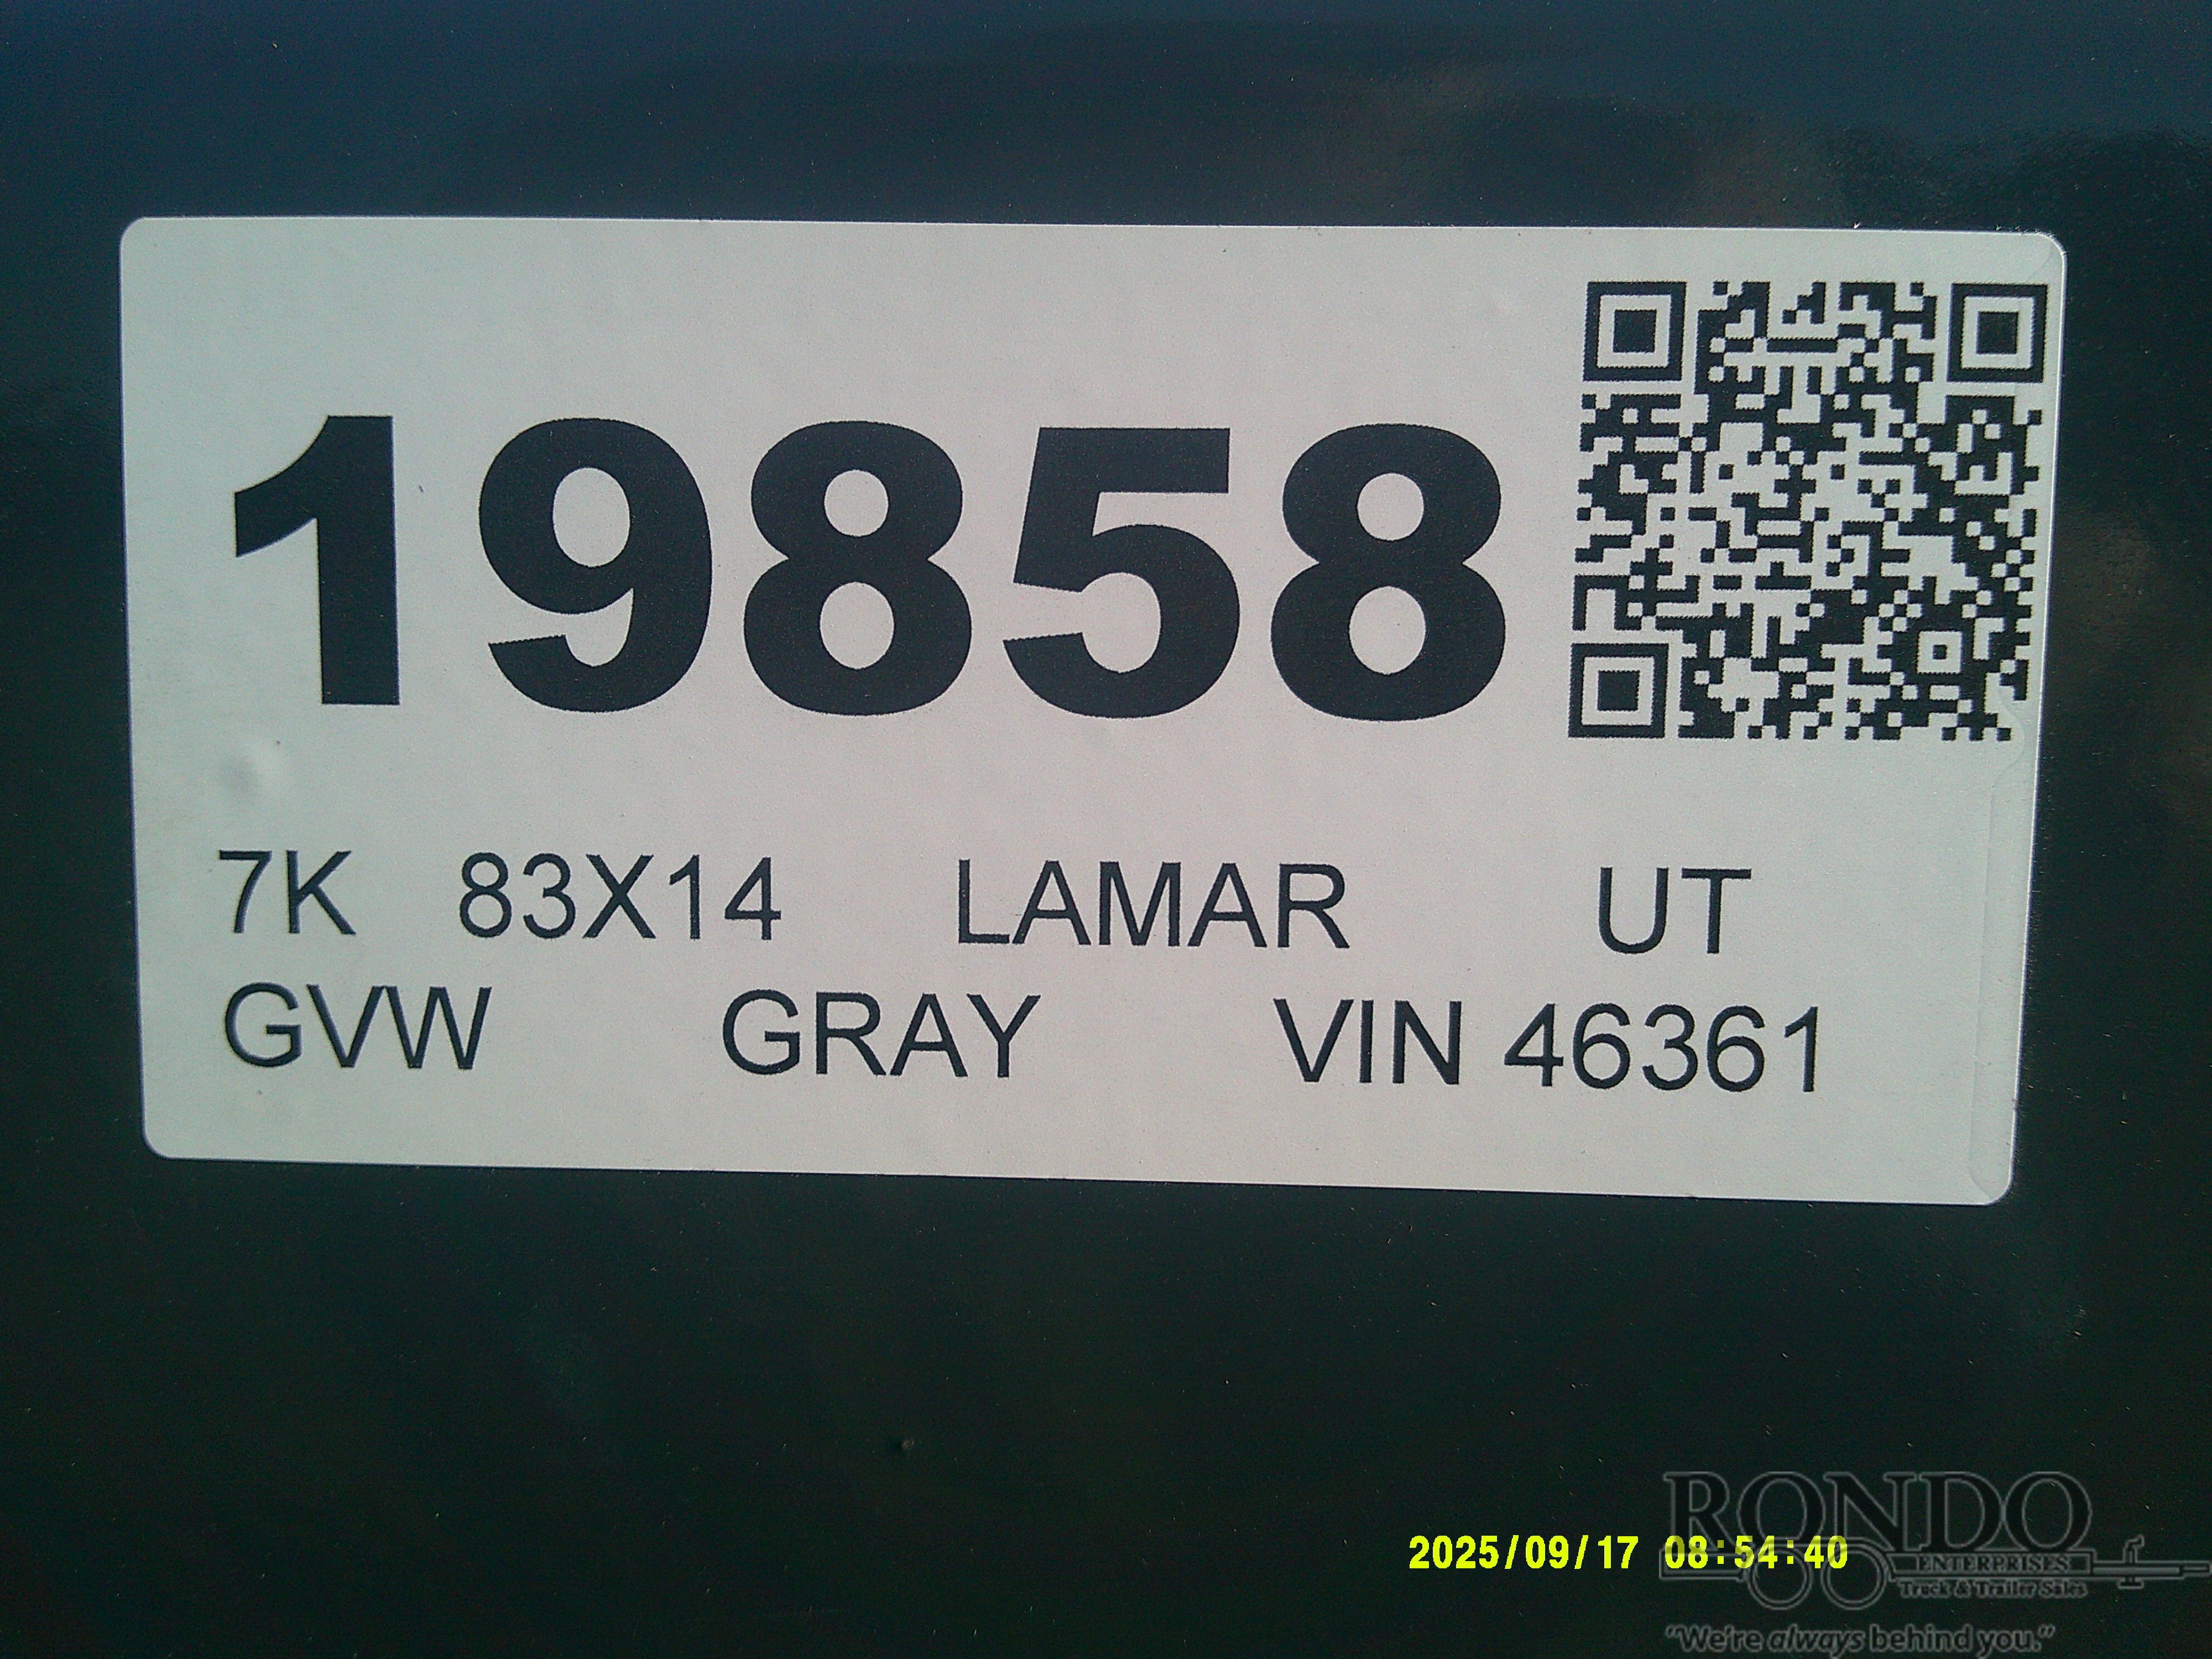 19858
7K 83X14 LAMAR UT
GVW GRAY VIN 46361
2025/09/17 08:54:40
RONDO
ENTERPRISES
Truck & Trailer Sales
"We're always behind you."